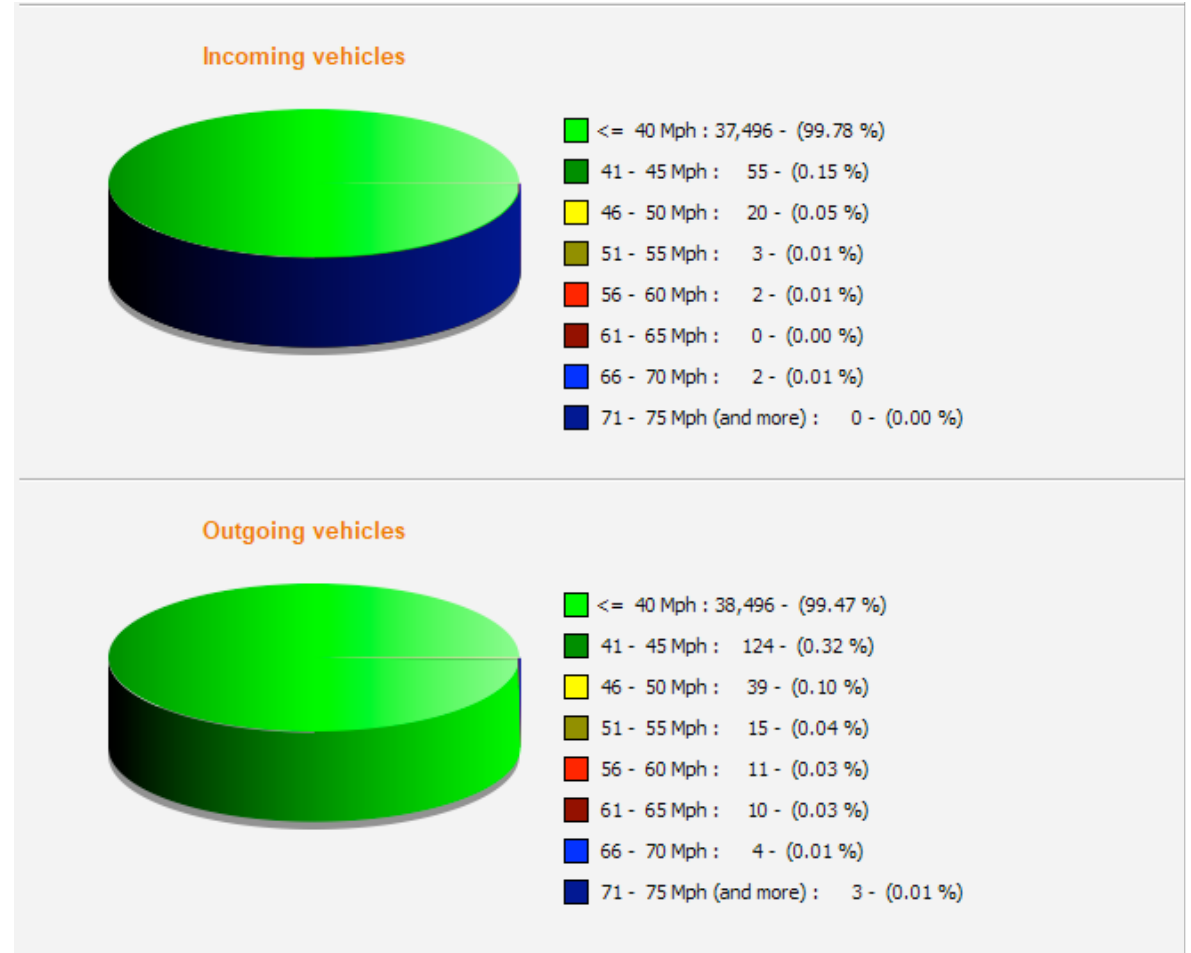 Incoming vehicles
<= 40 Mph : 37,496 - (99.78 %)
41 - 45 Mph : 55 - (0.15 %)
46 - 50 Mph : 20 - (0.05 %)
51 - 55 Mph : 3 - (0.01 %)
56 - 60 Mph : 2 - (0.01 %)
61 - 65 Mph : 0 - (0.00 %)
66 - 70 Mph : 2 - (0.01 %)
71 - 75 Mph (and more) : 0 - (0.00 %)
Outgoing vehicles
<= 40 Mph : 38,496 - (99.47 %)
41 - 45 Mph : 124 - (0.32 %)
46 - 50 Mph : 39 - (0.10 %)
51 - 55 Mph : 15 - (0.04 %)
56 - 60 Mph : 11 - (0.03 %)
61 - 65 Mph : 10 - (0.03 %)
66 - 70 Mph : 4 - (0.01 %)
71 - 75 Mph (and more) : 3 - (0.01 %)